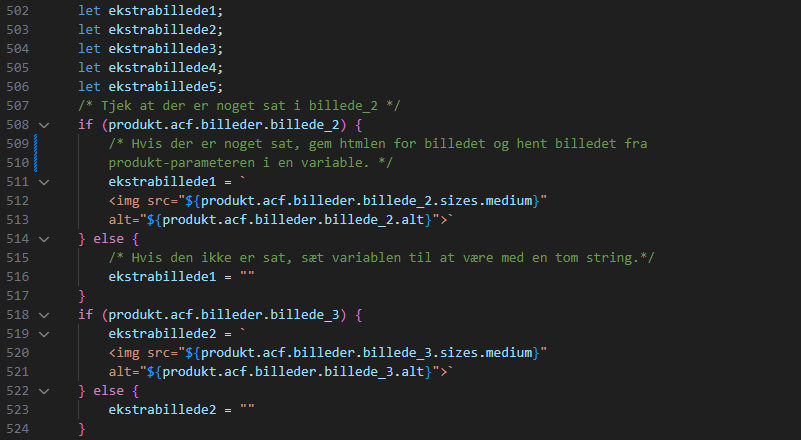 502 let ekstrabillede1;
503 let ekstrabillede2;
504 let ekstrabillede3;
505 let ekstrabillede4;
506 let ekstrabillede5;
507 /* Tjek at der er noget sat i billede_2 */
508 if (produkt.acf.billeder.billede_2) {
509 /* Hvis der er noget sat, gem htmlen for billedet og hent billedet fra
510 produkt-parameteren i en variable. */
511 ekstrabillede1 = `
512 <img src="${produkt.acf.billeder.billede_2.sizes.medium}"
513 alt="${produkt.acf.billeder.billede_2.alt}">`
514 } else {
515 /* Hvis den ikke er sat, sæt variablen til at være med en tom string.*/
516 ekstrabillede1 = ""
517 }
518 if (produkt.acf.billeder.billede_3) {
519 ekstrabillede2 = `
520 <img src="${produkt.acf.billeder.billede_3.sizes.medium}"
521 alt="${produkt.acf.billeder.billede_3.alt}">`
522 } else {
523 ekstrabillede2 = ""
524 }